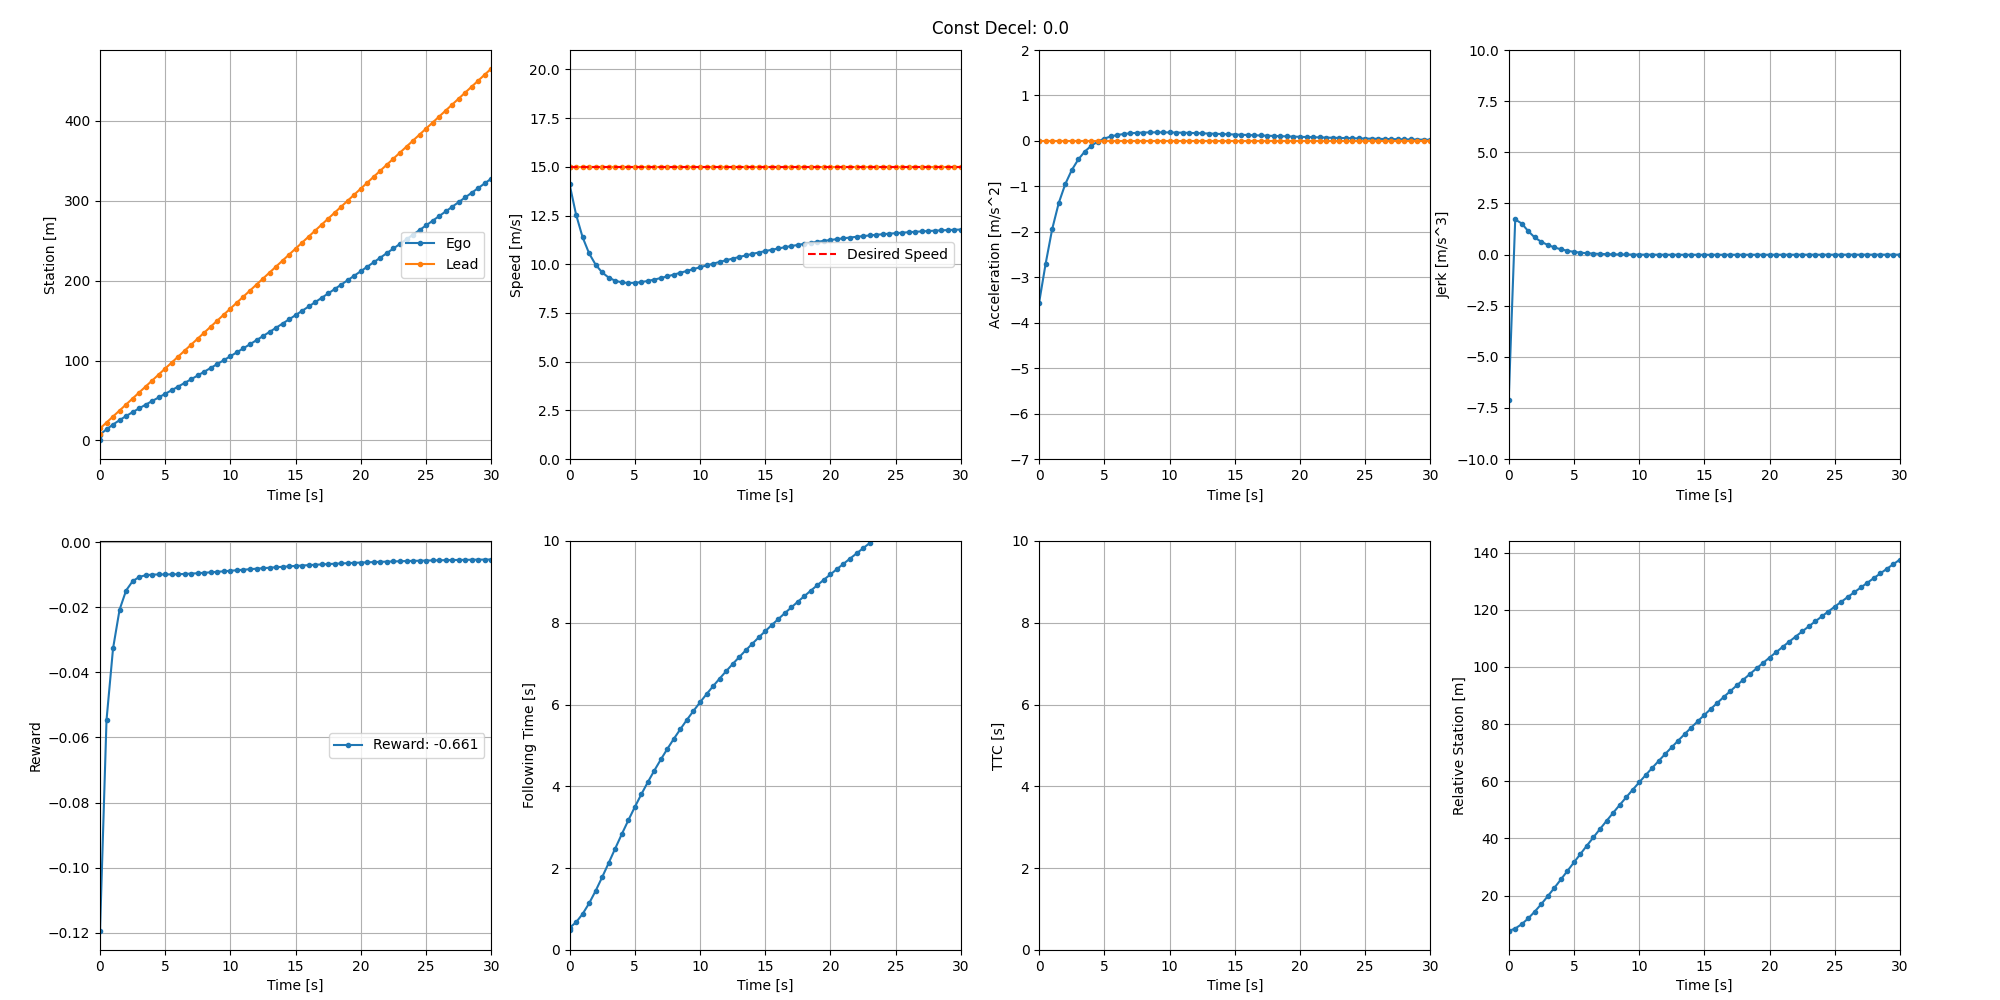 Const Decel: 0.0
Station [m]
400
300
200
100
0
Ego
Lead
0 5 10 15 20 25 30
Time [s]
Speed [m/s]
20.0
17.5
15.0
12.5
10.0
7.5
5.0
2.5
0.0
Desired Speed
0 5 10 15 20 25 30
Time [s]
Acceleration [m/s^2]
2
1
0
−1
−2
−3
−4
−5
−6
−7
0 5 10 15 20 25 30
Time [s]
Jerk [m/s^3]
10.0
7.5
5.0
2.5
0.0
−2.5
−5.0
−7.5
−10.0
0 5 10 15 20 25 30
Time [s]
Reward
0.00
−0.02
−0.04
−0.06
−0.08
−0.10
−0.12
Reward: -0.661
0 5 10 15 20 25 30
Time [s]
Following Time [s]
10
8
6
4
2
0
0 5 10 15 20 25 30
Time [s]
TTC [s]
10
8
6
4
2
0
0 5 10 15 20 25 30
Time [s]
Relative Station [m]
140
120
100
80
60
40
20
0 5 10 15 20 25 30
Time [s]